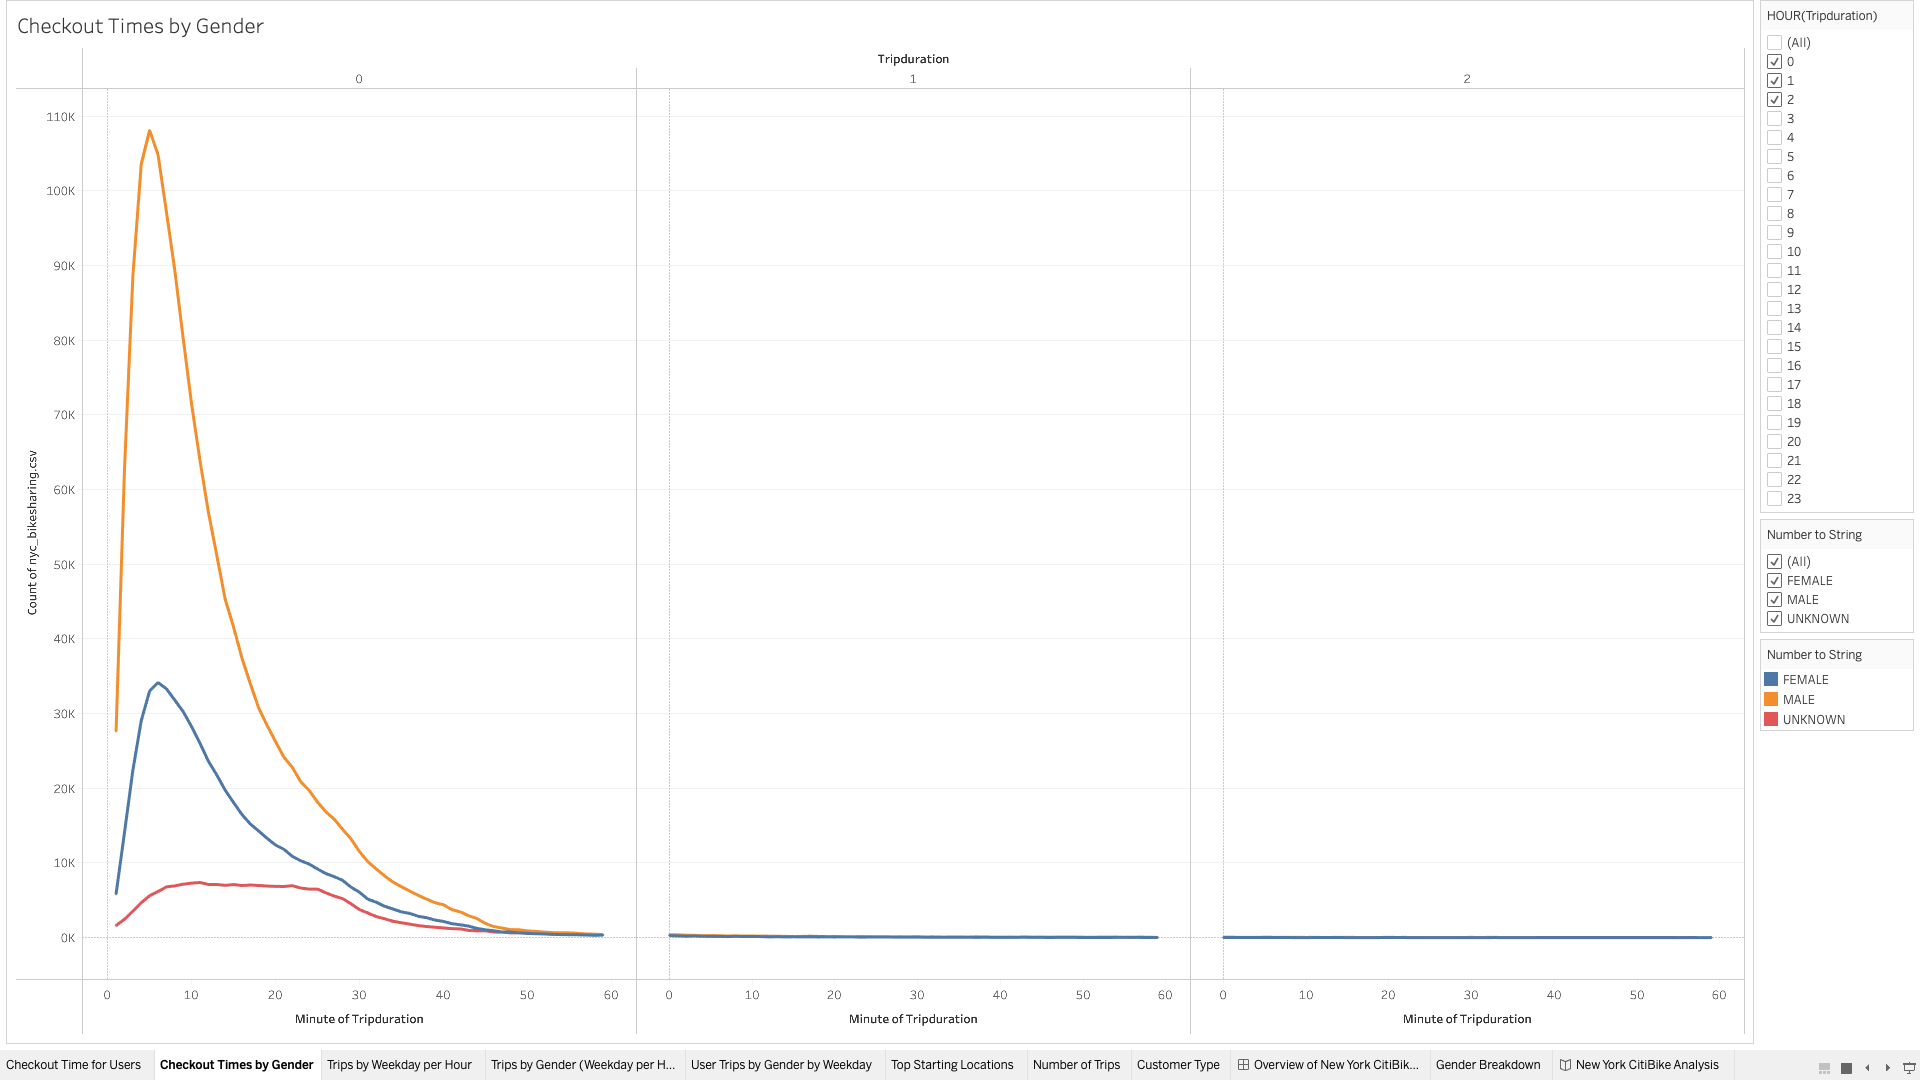 Checkout Times by Gender
Tripduration
0 1 2
110K
100K
90K
80K
70K
60K
50K
40K
30K
20K
10K
0K
Count of nyc_bikesharing.csv
0 10 20 30 40 50 60 0 10 20 30 40 50 60 0 10 20 30 40 50 60
Minute of Tripduration Minute of Tripduration Minute of Tripduration
HOUR(Tripduration)
(All)
0
1
2
3
4
5
6
7
8
9
10
11
12
13
14
15
16
17
18
19
20
21
22
23
Number to String
(All)
FEMALE
MALE
UNKNOWN
Number to String
FEMALE
MALE
UNKNOWN
Checkout Time for Users Checkout Times by Gender Trips by Weekday per Hour Trips by Gender (Weekday per H... User Trips by Gender by Weekday Top Starting Locations Number of Trips Customer Type Overview of New York CitiBik... Gender Breakdown New York CitiBike Analysis